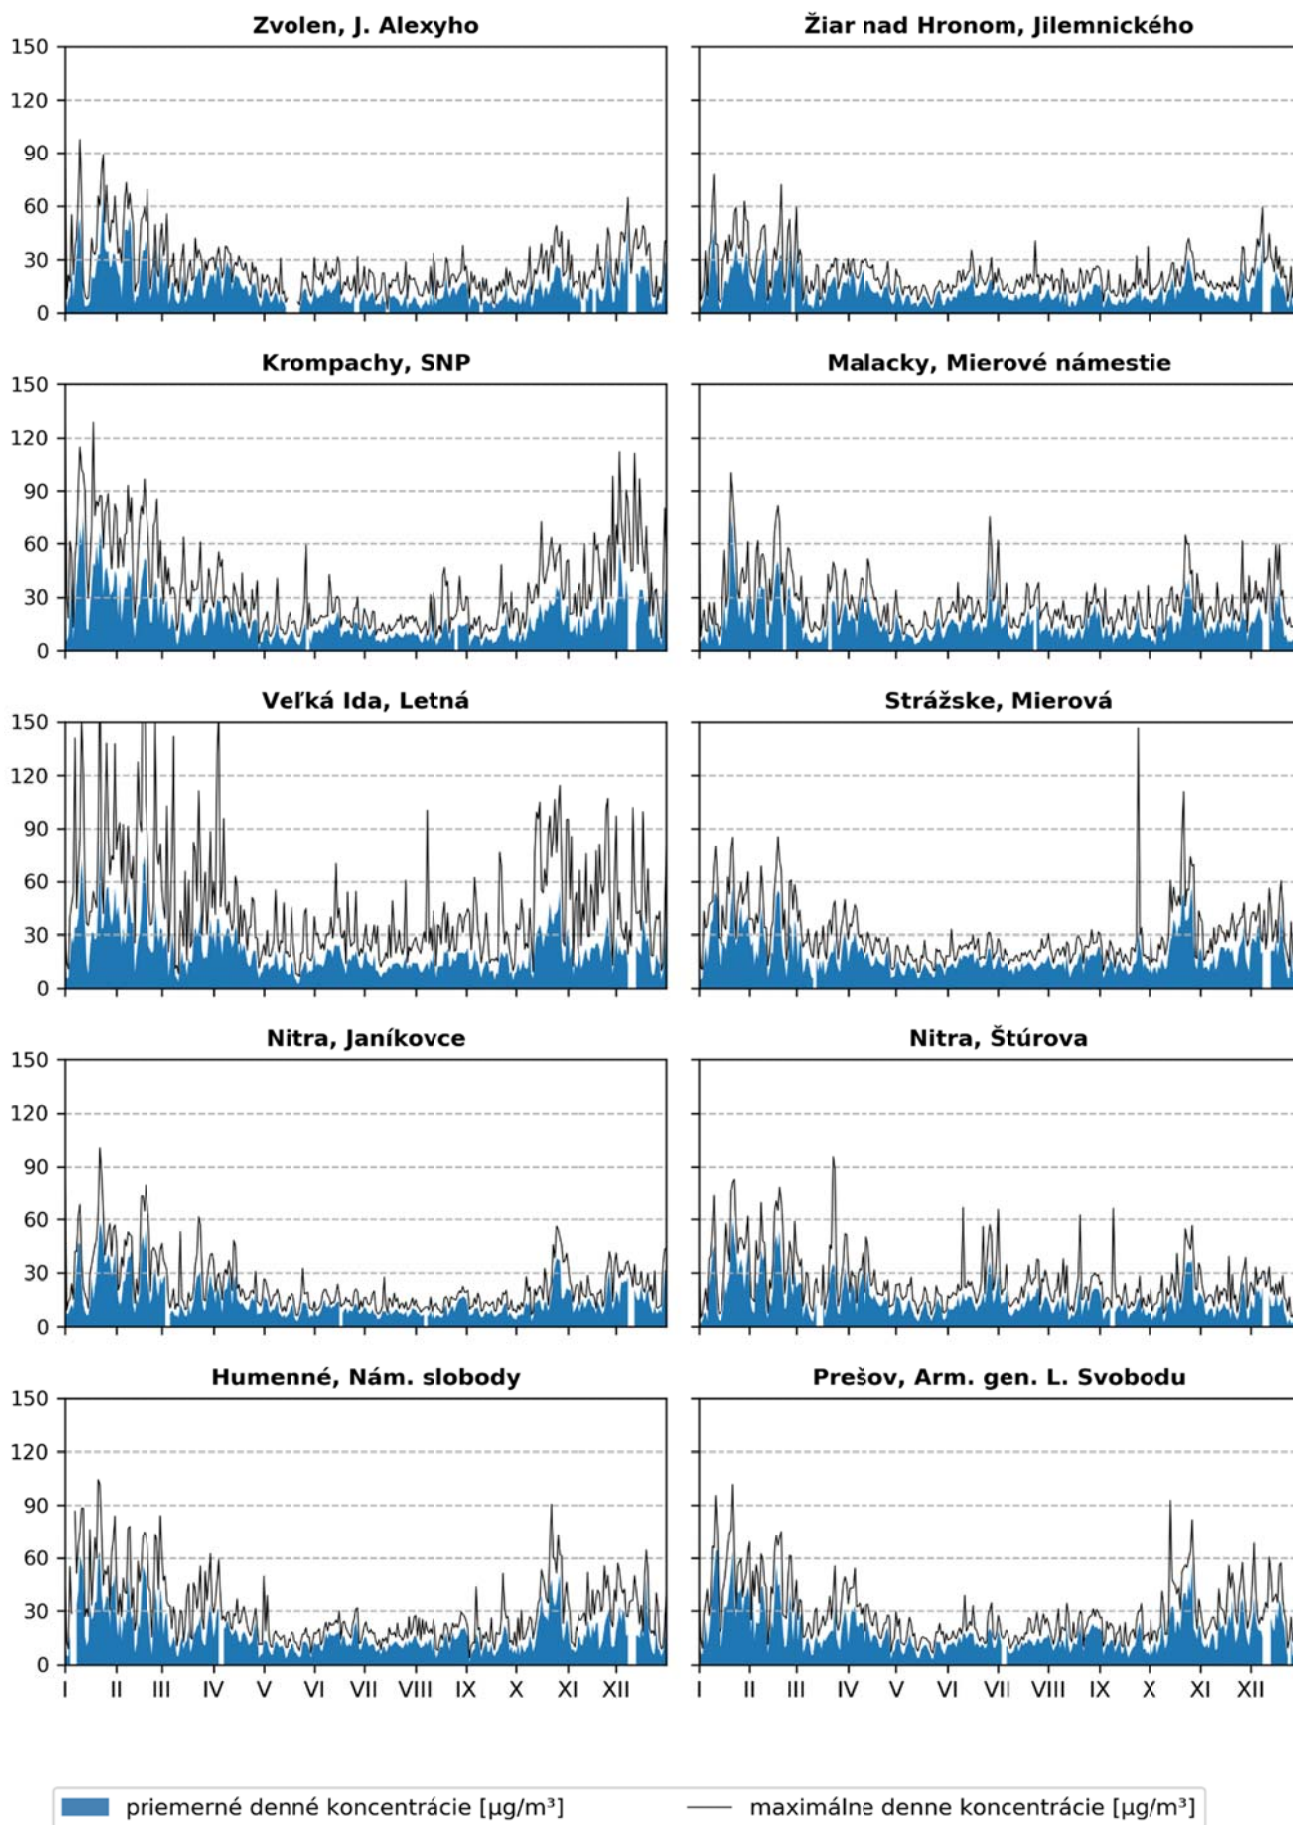 Zvolen, J. Alexyho
Žiar nad Hronom, Jilemnického
150
120
90
60
30
0
Krompachy, SNP
Malacky, Mierové námestie
150
120
90
60
30
0
Veľká Ida, Letná
Strážske, Mierová
150
120
90
60
30
0
Nitra, Janíkovce
Nitra, Štúrova
150
120
90
60
30
0
Humenné, Nám. slobody
Prešov, Arm. gen. L. Svobodu
150
120
90
60
30
0
I II III IV V VI VII VIII IX X XI XII
I II III IV V VI VII VIII IX X XI XII
priemerné denné koncentrácie [µg/m³]
maximálne denne koncentrácie [µg/m³]